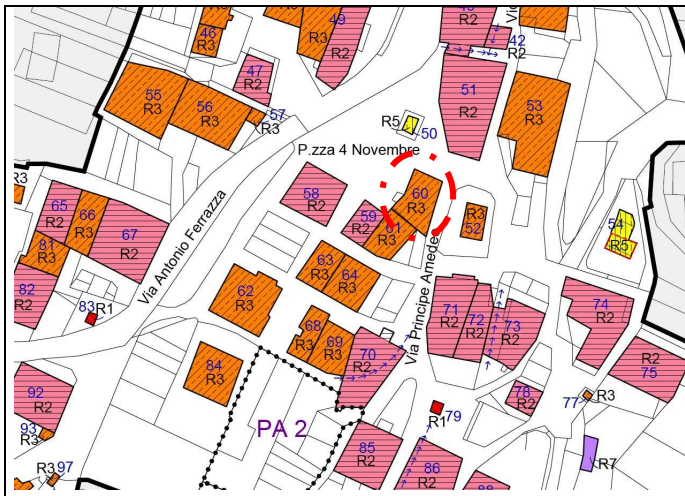 49
R2
46
R3
R3
42
R2
47
R2
51
R2
55
R3
56
R3
57
R3
53
R3
R5
50
P.zza 4 Novembre
58
R2
60
R3
59
R2
61
R3
R3
52
54
R5
65
R2
66
R3
67
R2
81
R3
82
R2
83
R1
Via Antonio Ferrazza
63
R3
64
R3
62
R3
Via Principe Amede
71
R2
72
R2
73
R2
74
R2
68
R3
69
R3
70
R2
R2
75
84
R3
92
R2
93
R3
R3
97
PA 2
R1
79
78
R2
77
R3
85
R2
86
R2
R7